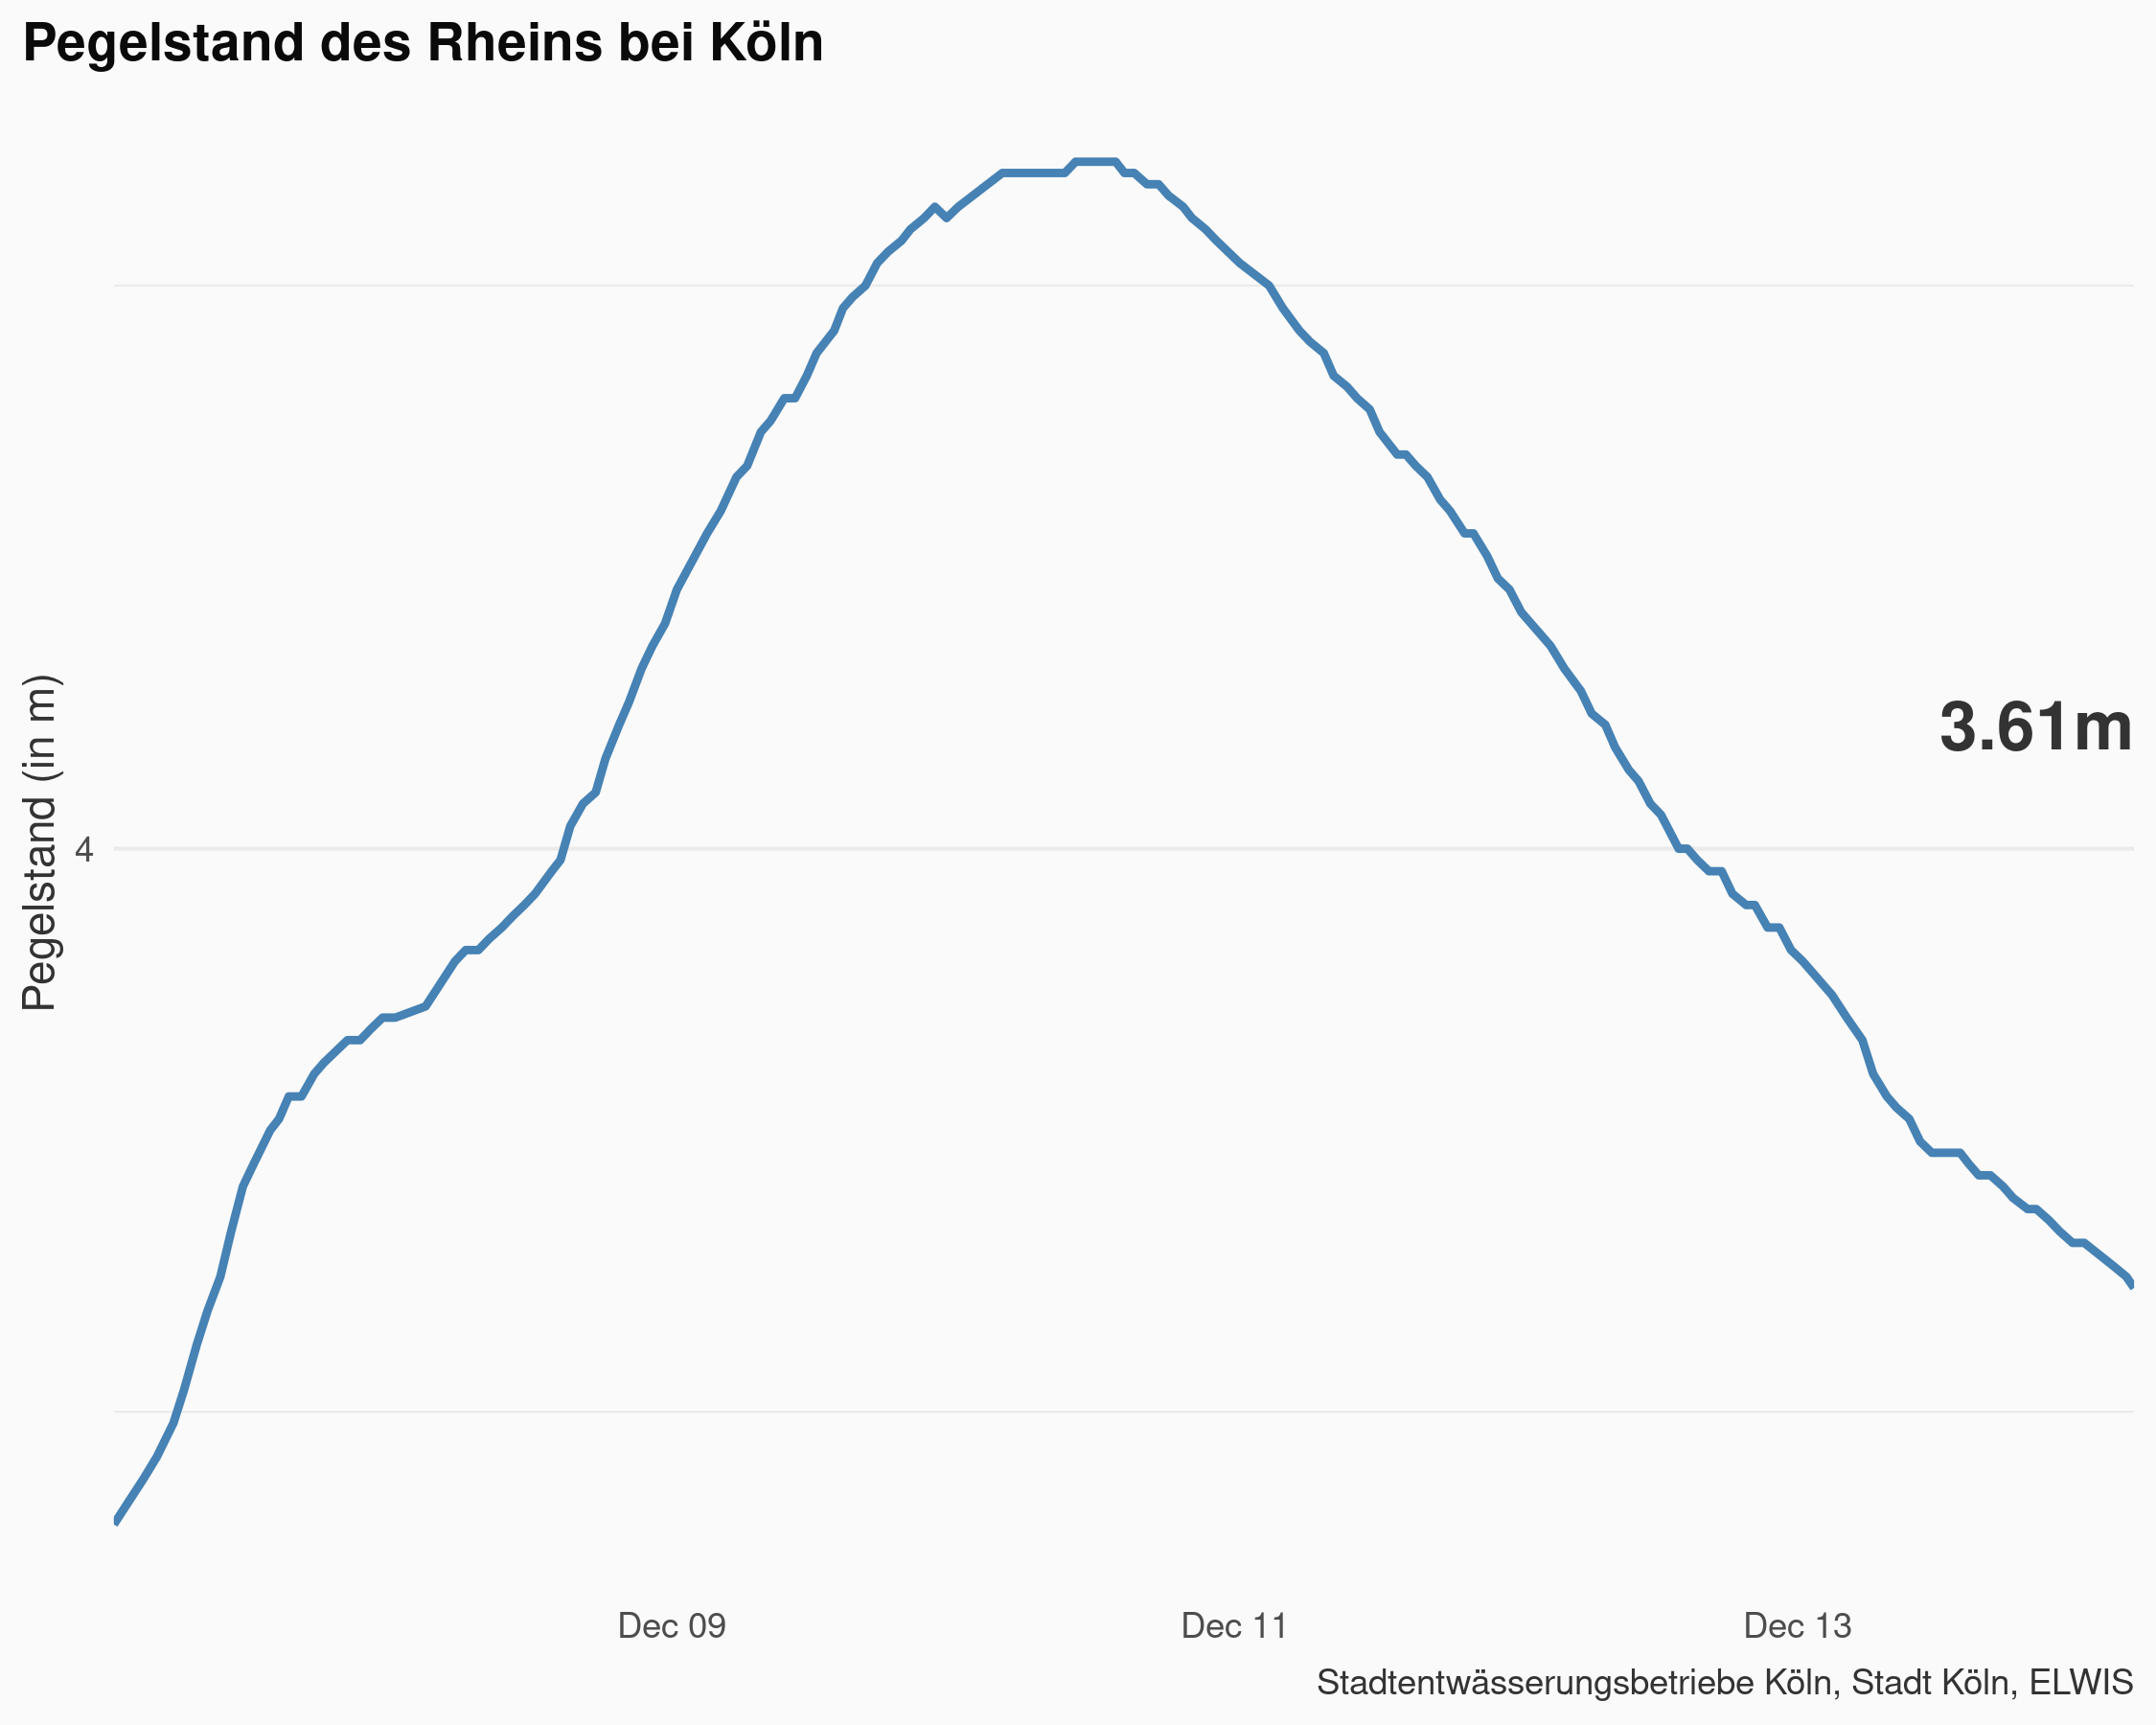 Pegelstand des Rheins bei Köln
Pegelstand (in m)
3.61m
4
Dec 09
Dec 11
Dec 13
Stadtentwässerungsbetriebe Köln, Stadt Köln, ELWIS